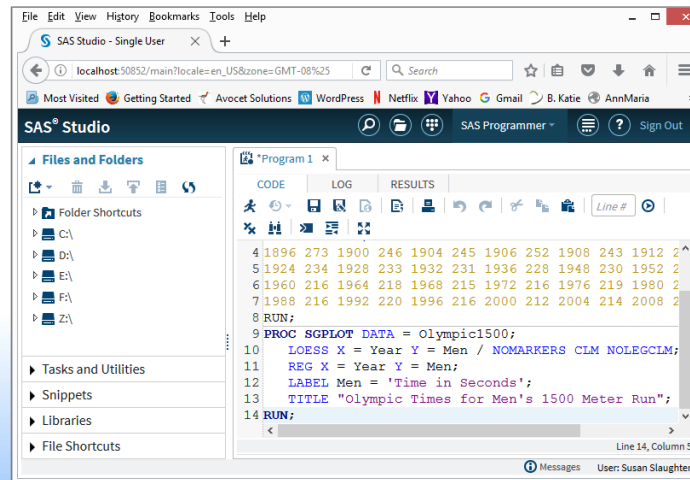 File Edit View History Bookmarks Tools Help
SAS Studio - Single User × +
localhost:50852/main?locale=en_US&zone=GMT-08%25 Search
Most Visited Getting Started Avocet Solutions WordPress Netflix Yahoo Gmail B. Katie AnnMaria
SAS® Studio SAS Programmer Sign Out
Files and Folders
Folder Shortcuts
C:\
D:\
E:\
F:\
Z:\
Tasks and Utilities
Snippets
Libraries
File Shortcuts
*Program 1 ×
CODE LOG RESULTS
Line #
4 1896 273 1900 246 1904 245 1906 252 1908 243 1912 2
5 1924 234 1928 233 1932 231 1936 228 1948 230 1952 2
6 1960 216 1964 218 1968 215 1972 216 1976 219 1980 2
7 1988 216 1992 220 1996 216 2000 212 2004 214 2008 2
8 RUN;
9 PROC SGPLOT DATA = Olympic1500;
10 LOESS X = Year Y = Men / NOMARKERS CLM NOLEGCLM;
11 REG X = Year Y = Men;
12 LABEL Men = 'Time in Seconds';
13 TITLE "Olympic Times for Men's 1500 Meter Run";
14 RUN;
Line 14, Column 5
Messages User: Susan Slaughter